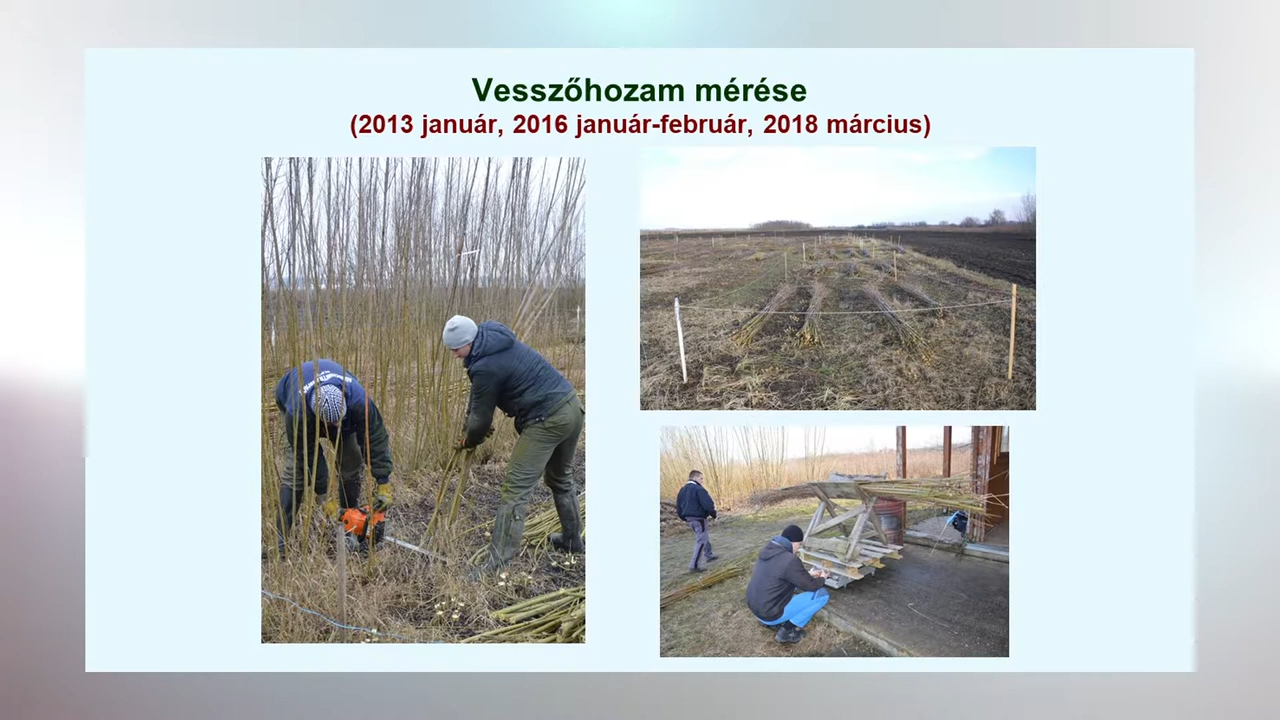 Vesszőhozam mérése
(2013 január, 2016 január-február, 2018 március)